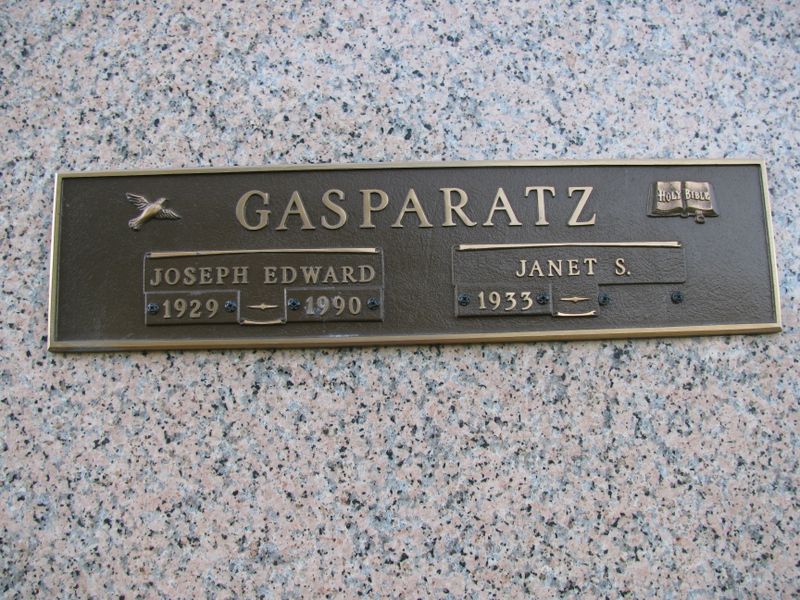 GASPARATZ
HOLY BIBLE
JOSEPH EDWARD
1929 1990
JANET S.
1933